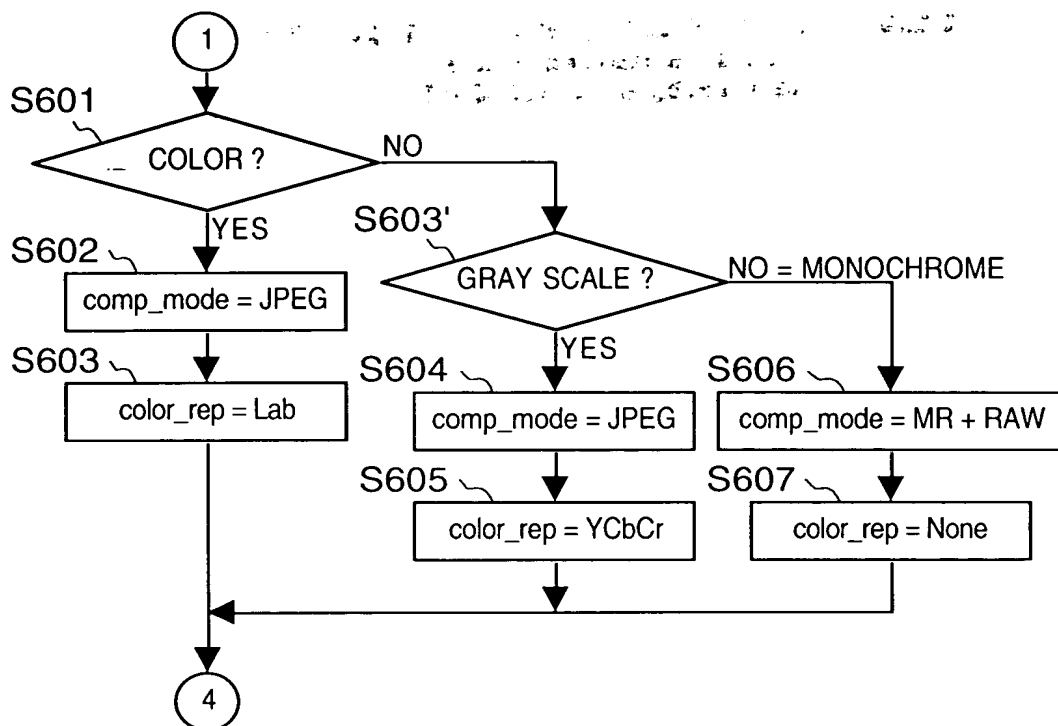 1
S601
COLOR ?
NO
YES
S603'
GRAY SCALE ?
NO = MONOCHROME
YES
S602
comp_mode = JPEG
S603
color_rep = Lab
S604
comp_mode = JPEG
S605
color_rep = YCbCr
S606
comp_mode = MR + RAW
S607
color_rep = None
4